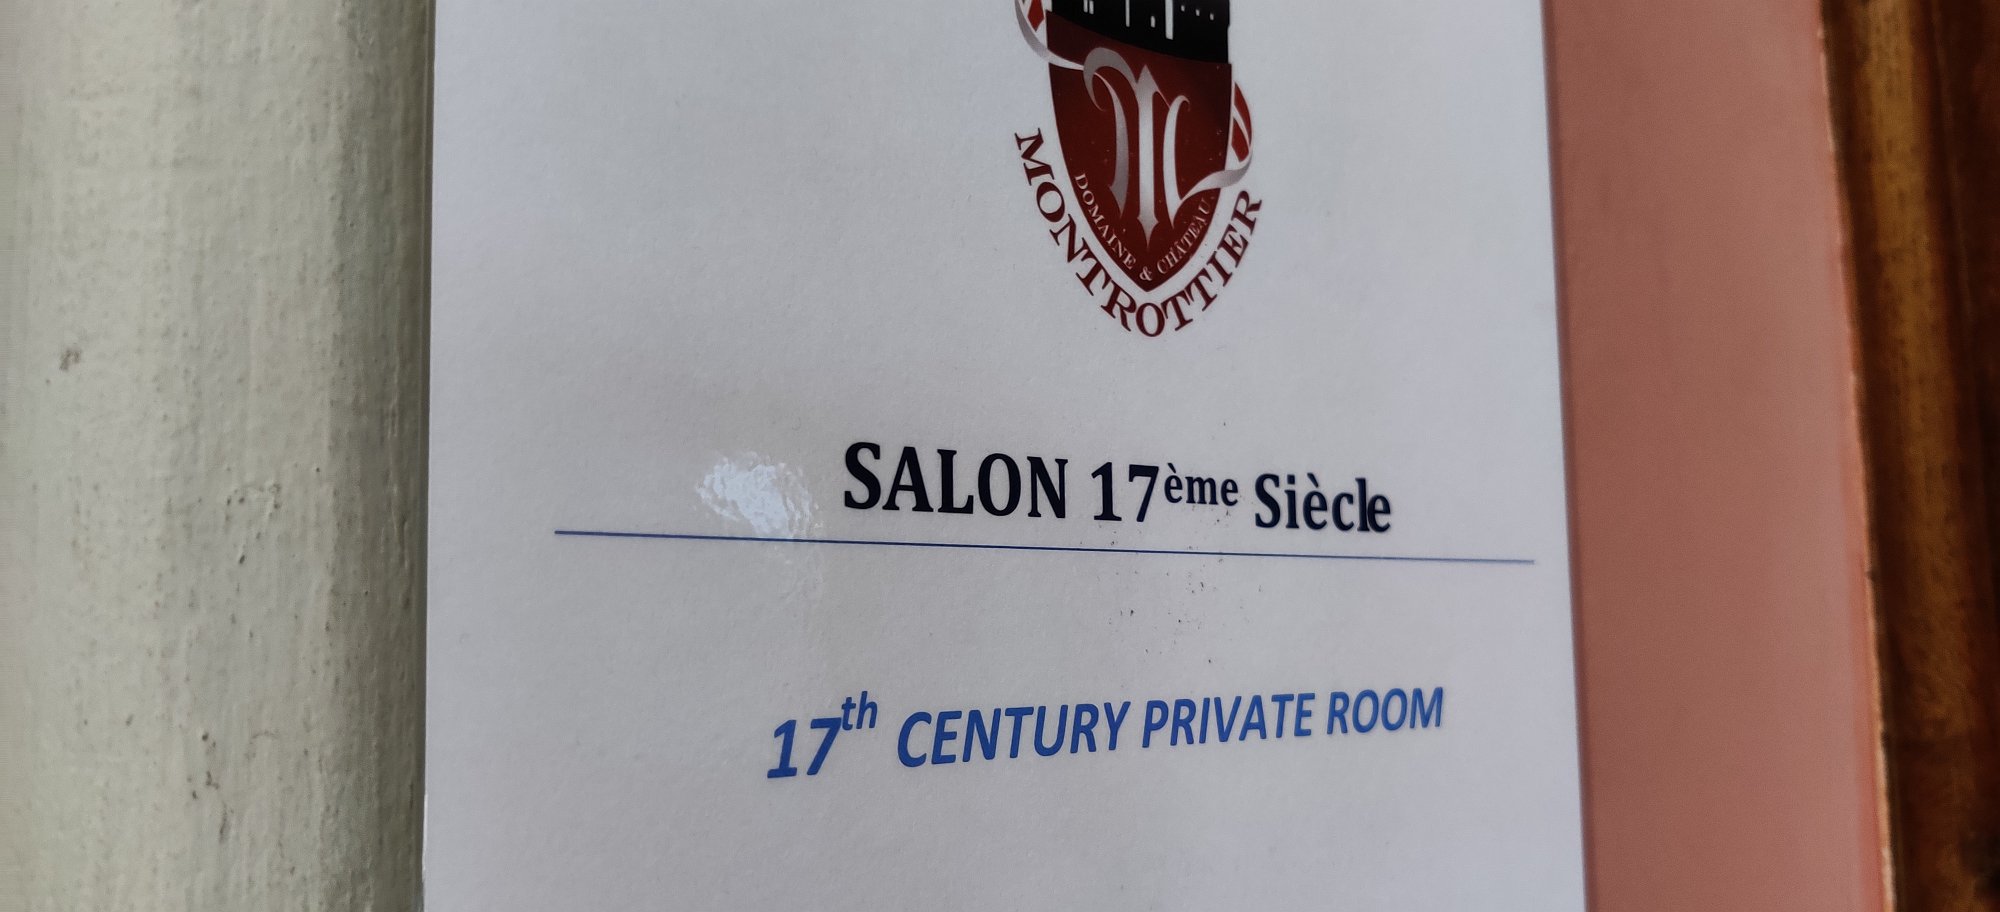 M
DOMAINE & CHÂTEAU
MONTROTTIER
SALON 17ème Siècle
17th CENTURY PRIVATE ROOM